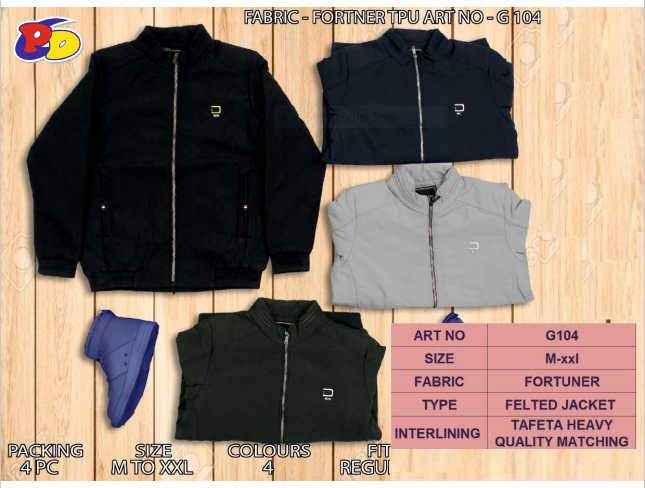 FABRIC - FORTNER TPU ART NO - G 104
PD
ART NO G104
SIZE M-xxl
FABRIC FORTUNER
TYPE FELTED JACKET
INTERLINING TAFETA HEAVY
QUALITY MATCHING
PACKING SIZE COLOURS FIT
4 PC M TO XXL 4 REGU